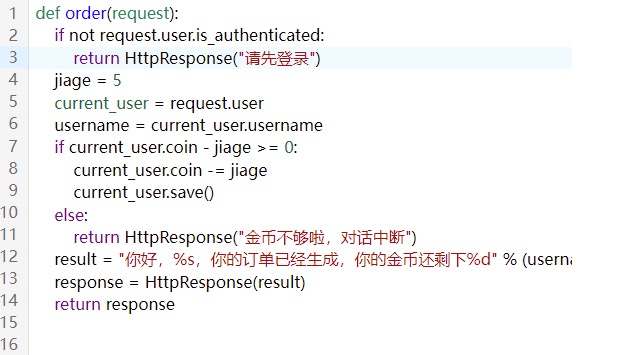 1 def order(request):
2 if not request.user.is_authenticated:
3 return HttpResponse("请先登录")
4 jiage = 5
5 current_user = request.user
6 username = current_user.username
7 if current_user.coin - jiage >= 0:
8 current_user.coin -= jiage
9 current_user.save()
10 else:
11 return HttpResponse("金币不够啦，对话中断")
12 result = "你好，%s，你的订单已经生成，你的金币还剩下%d" % (userna
13 response = HttpResponse(result)
14 return response
15
16